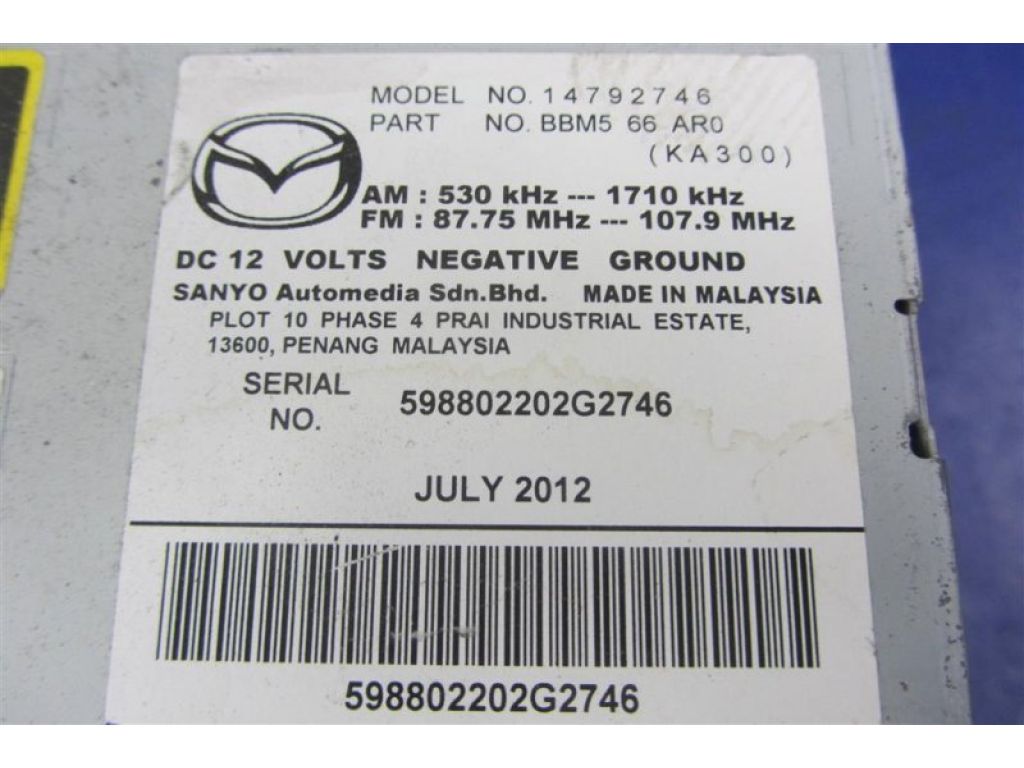 MODEL NO. 14792746
PART NO. BBM5 66 AR0
(KA300)
AM : 530 kHz --- 1710 kHz
FM : 87.75 MHz --- 107.9 MHz
DC 12 VOLTS NEGATIVE GROUND
SANYO Automedia Sdn.Bhd. MADE IN MALAYSIA
PLOT 10 PHASE 4 PRAI INDUSTRIAL ESTATE,
13600, PENANG MALAYSIA
SERIAL NO. 598802202G2746
JULY 2012
598802202G2746